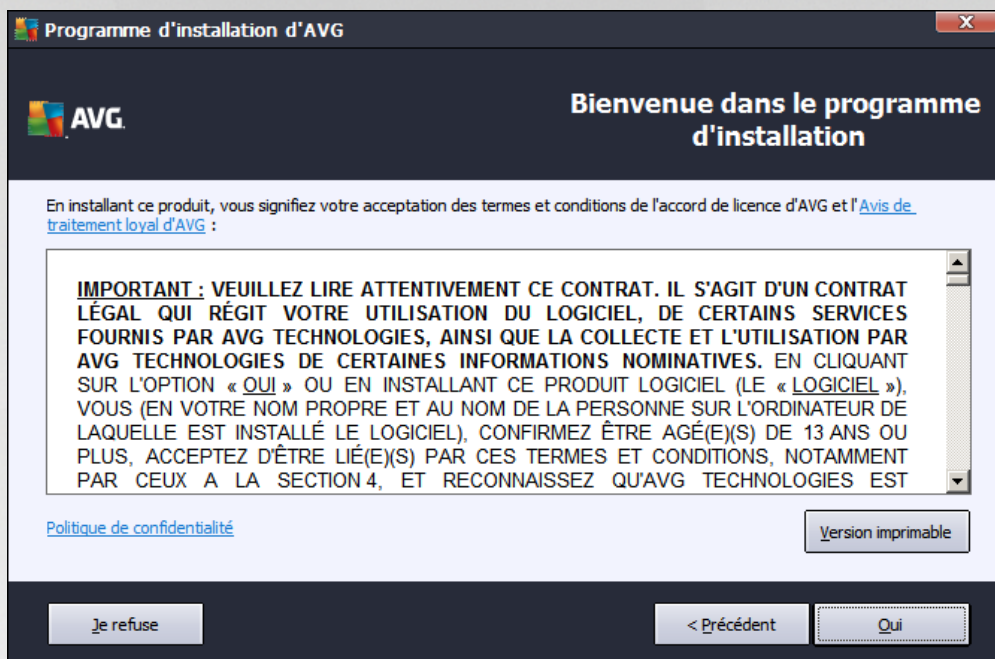 Programme d'installation d'AVG
X
AVG.
Bienvenue dans le programme
d'installation
En installant ce produit, vous signifiez votre acceptation des termes et conditions de l'accord de licence d'AVG et l'Avis de
traitement loyal d'AVG :
IMPORTANT : VEUILLEZ LIRE ATTENTIVEMENT CE CONTRAT. IL S'AGIT D'UN CONTRAT
LÉGAL QUI RÉGIT VOTRE UTILISATION DU LOGICIEL, DE CERTAINS SERVICES
FOURNIS PAR AVG TECHNOLOGIES, AINSI QUE LA COLLECTE ET L'UTILISATION PAR
AVG TECHNOLOGIES DE CERTAINES INFORMATIONS NOMINATIVES. EN CLIQUANT
SUR L'OPTION « OUI » OU EN INSTALLANT CE PRODUIT LOGICIEL (LE « LOGICIEL »),
VOUS (EN VOTRE NOM PROPRE ET AU NOM DE LA PERSONNE SUR L'ORDINATEUR DE
LAQUELLE EST INSTALLÉ LE LOGICIEL), CONFIRMEZ ÊTRE AGÉ(E)(S) DE 13 ANS OU
PLUS, ACCEPTEZ D'ÊTRE LIÉ(E)(S) PAR CES TERMES ET CONDITIONS, NOTAMMENT
PAR CEUX A LA SECTION 4, ET RECONNAISSEZ QU'AVG TECHNOLOGIES EST
Politique de confidentialité
Version imprimable
Je refuse
< Précédent
Oui